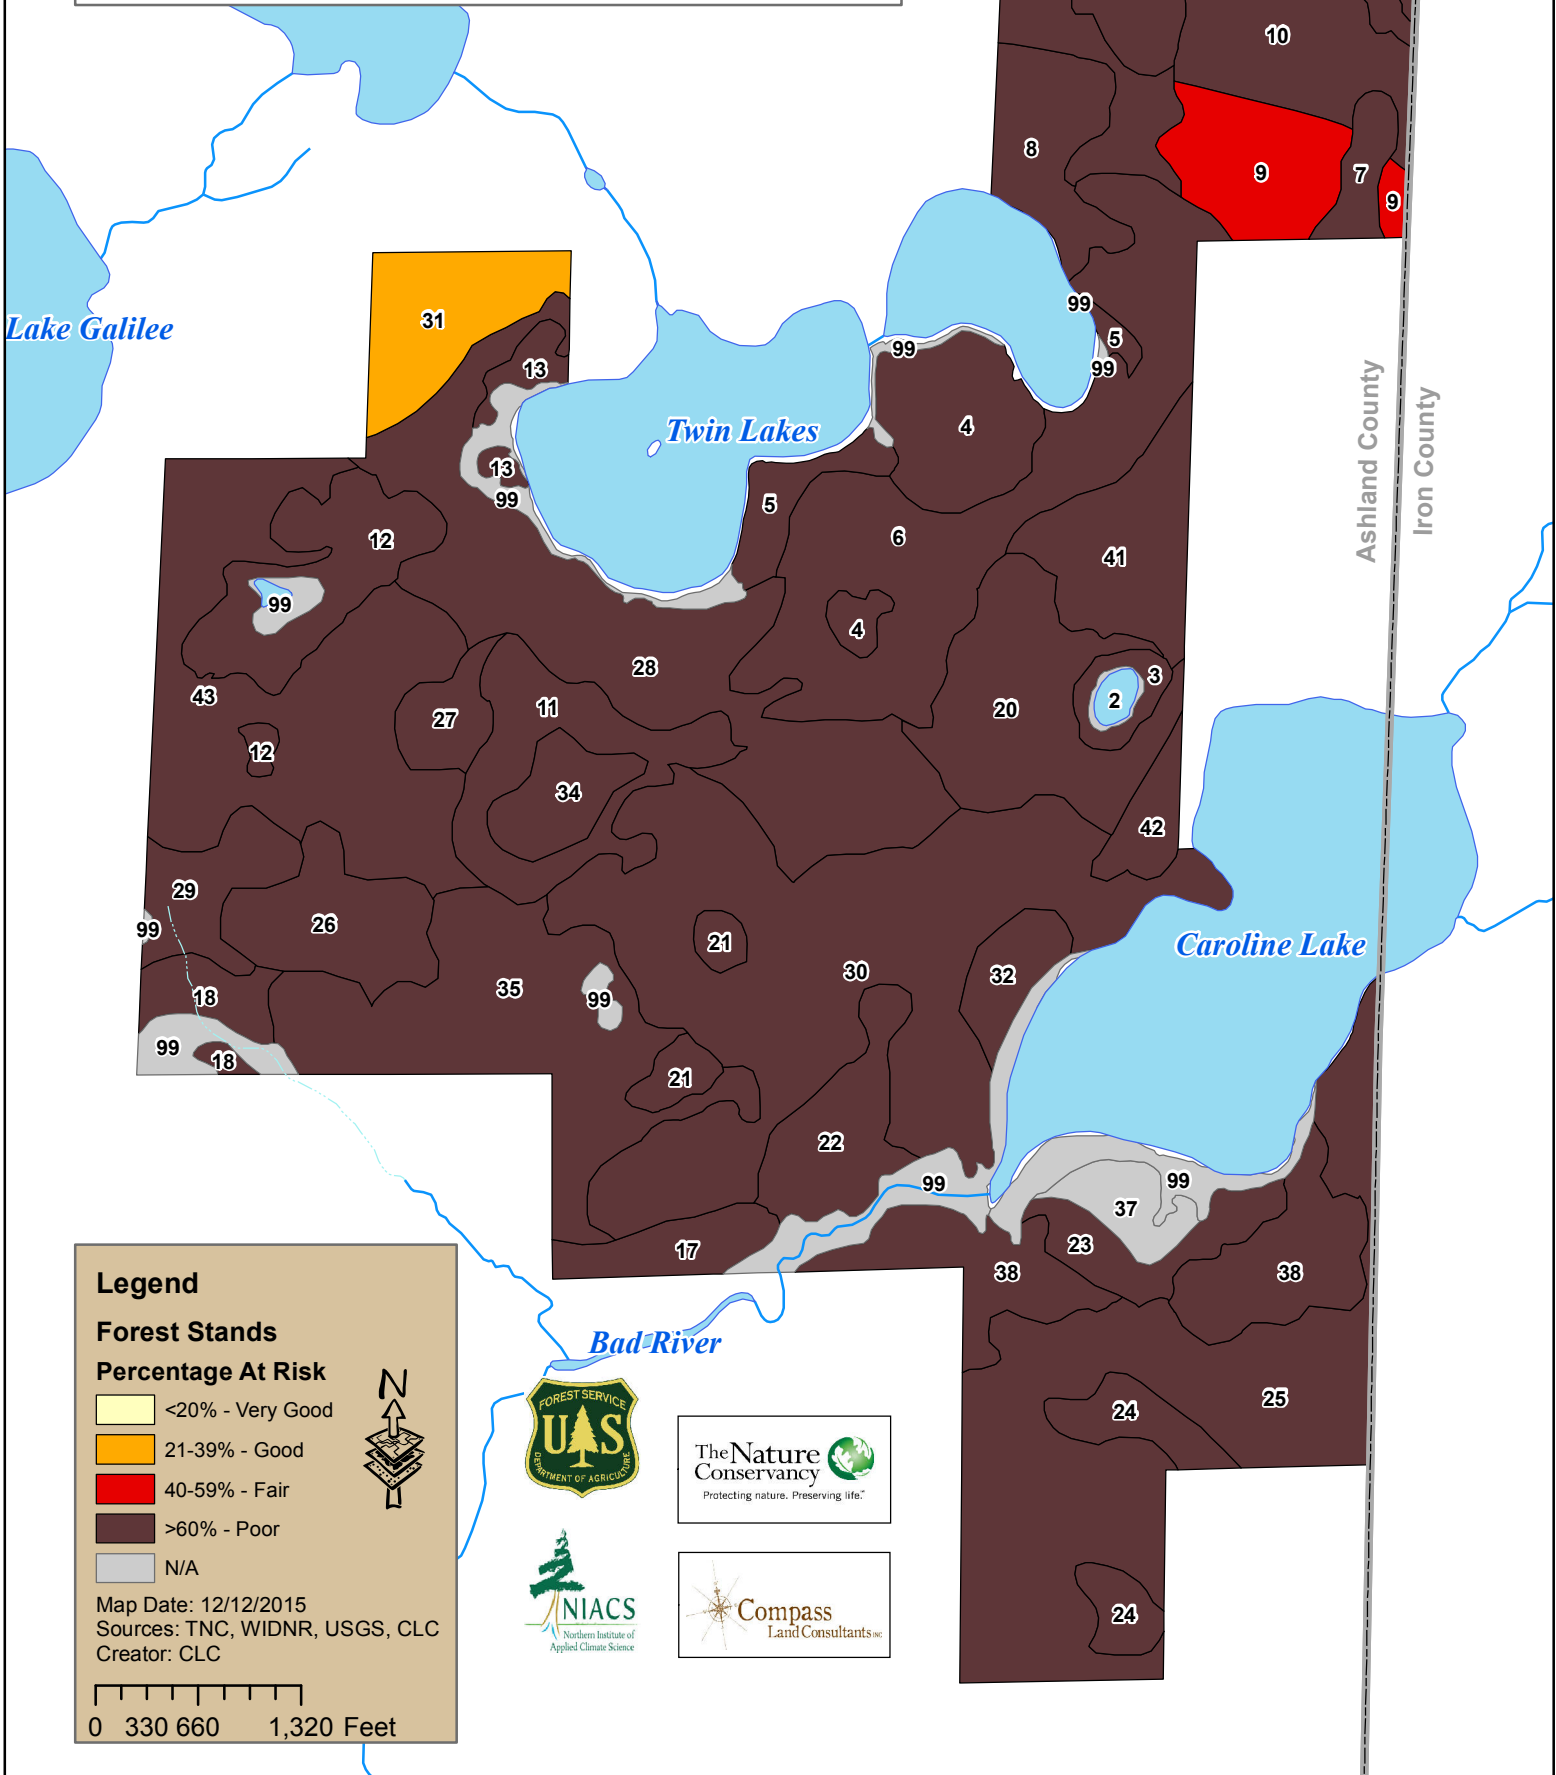 10
8
9
7
9
99
31
Lake Galilee
5
99
99
13
Ashland County
Iron County
4
Twin Lakes
13
99
5
6
12
41
99
4
28
3
43
2
11
20
27
12
34
42
29
26
99
21
Caroline Lake
30
32
35
18
99
99
18
21
22
99
99
37
23
17
38
38
Bad River
25
24
24
Legend
Forest Stands
Percentage At Risk
N
<20% - Very Good
21-39% - Good
40-59% - Fair
>60% - Poor
N/A
Map Date: 12/12/2015
Sources: TNC, WIDNR, USGS, CLC
Creator: CLC
0 330 660 1,320 Feet
FOREST SERVICE
U S
DEPARTMENT OF AGRICULTURE
The Nature
Conservancy
Protecting nature. Preserving life.™
NIACS
Northern Institute of
Applied Climate Science
Compass
Land Consultants INC